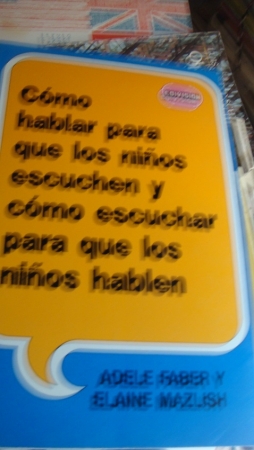 Cómo
hablar para
que los niños
escuchen y
cómo escuchar
para que los
niños hablen
ADELE FABER Y
ELAINE MAZLISH